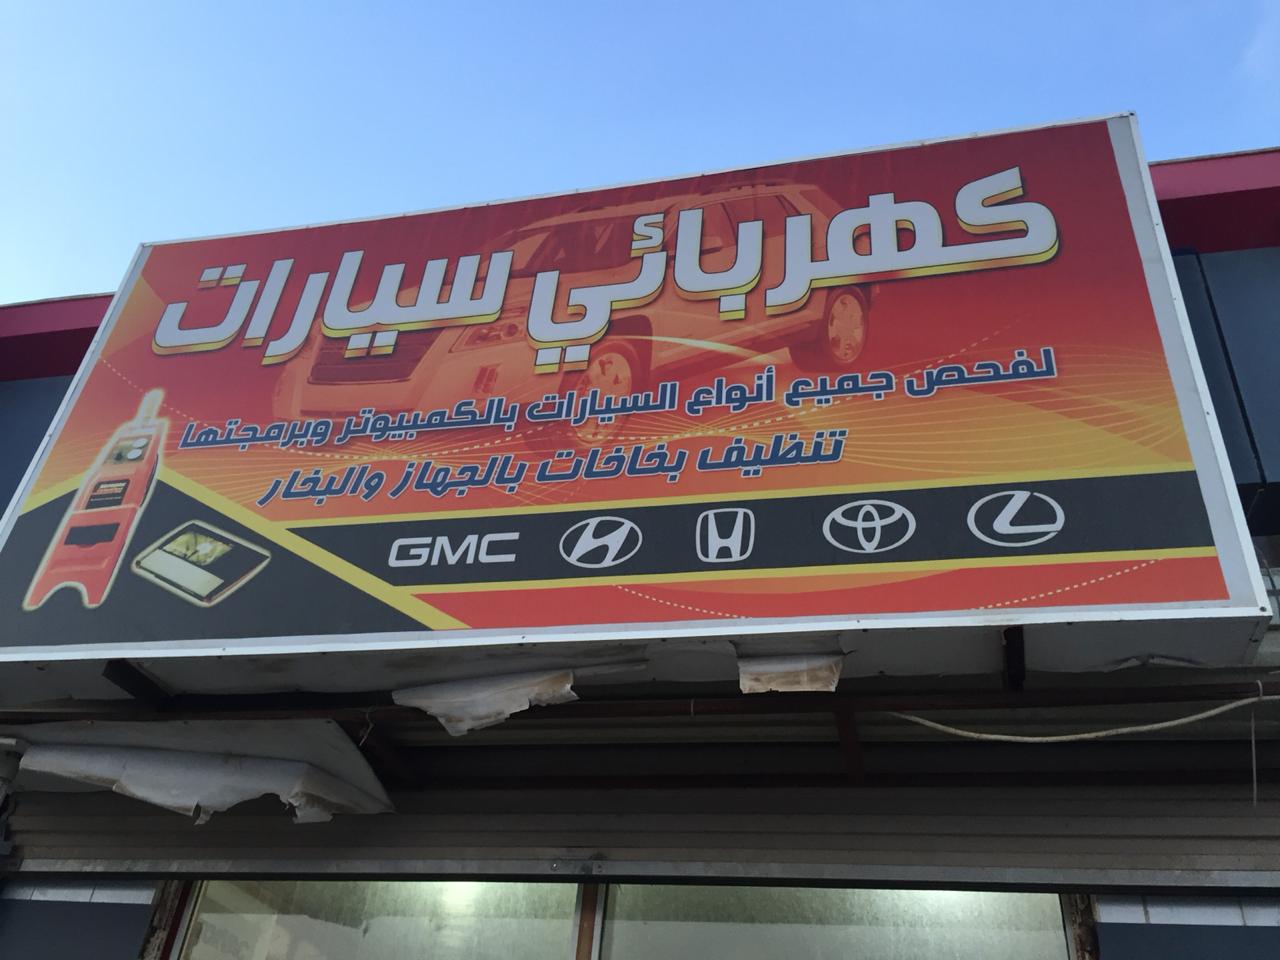 كهربائي سيارات
لفحص جميع أنواع السيارات بالكمبيوتر وبرمجتها
تنظيف بخاخات بالجهاز والبخار
GMC